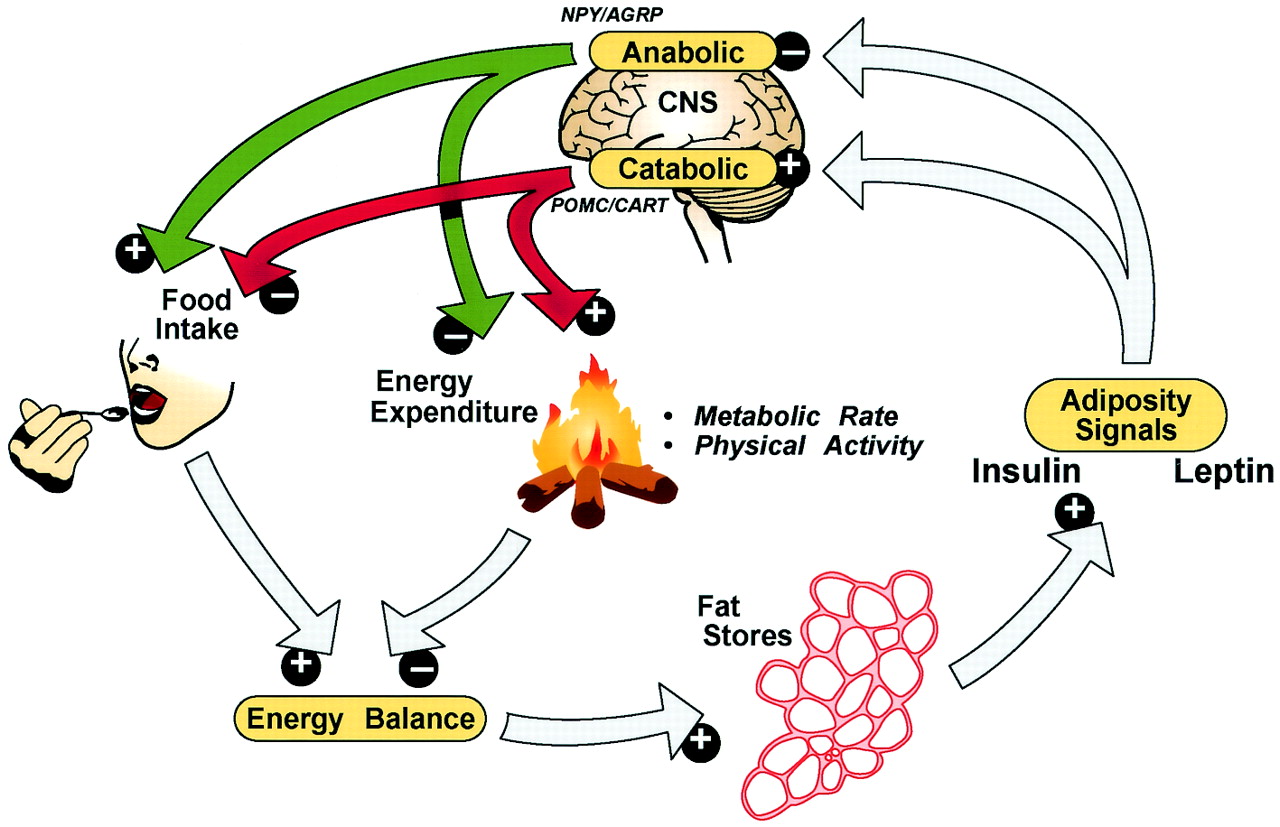 NPY/AGRP
Anabolic
−
CNS
Catabolic
+
POMC/CART
+
−
Food
Intake
−
+
Energy
Expenditure
• Metabolic Rate
• Physical Activity
Adiposity
Signals
Insulin Leptin
+
Fat
Stores
+
−
Energy Balance
+